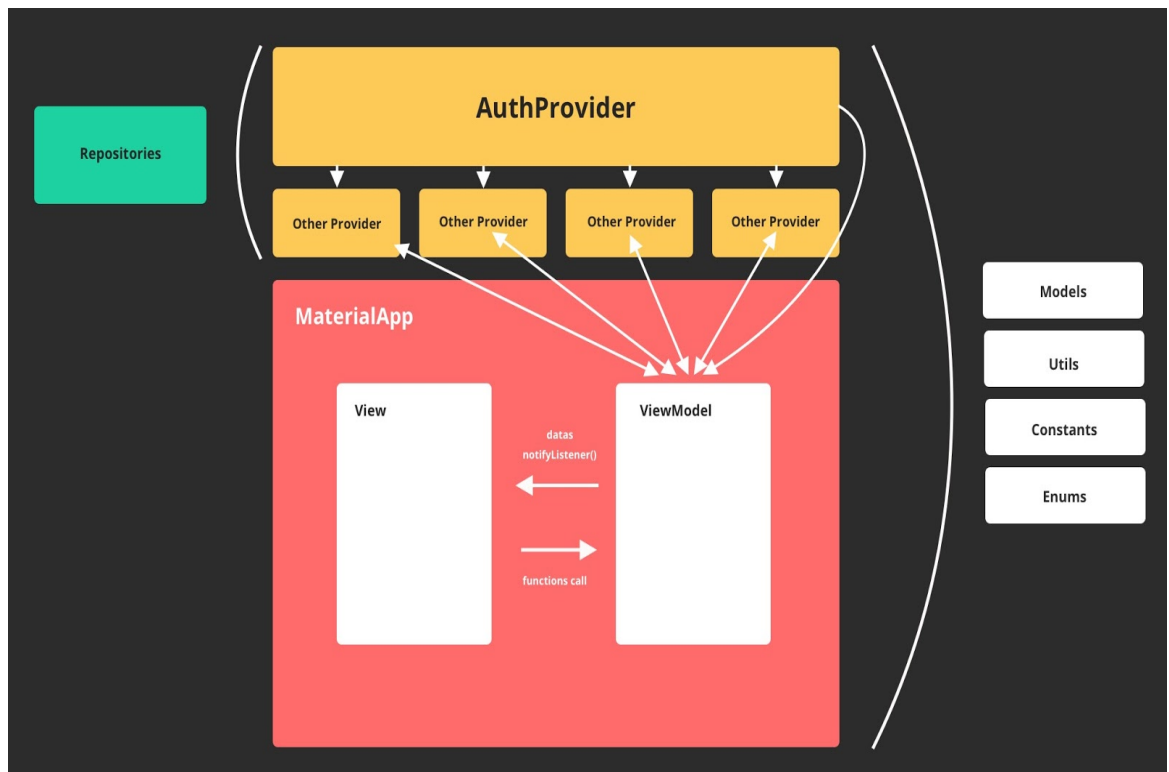 AuthProvider
Repositories
Other Provider
Other Provider
Other Provider
Other Provider
MaterialApp
View
ViewModel
datas
notifyListener()
functions call
Models
Utils
Constants
Enums